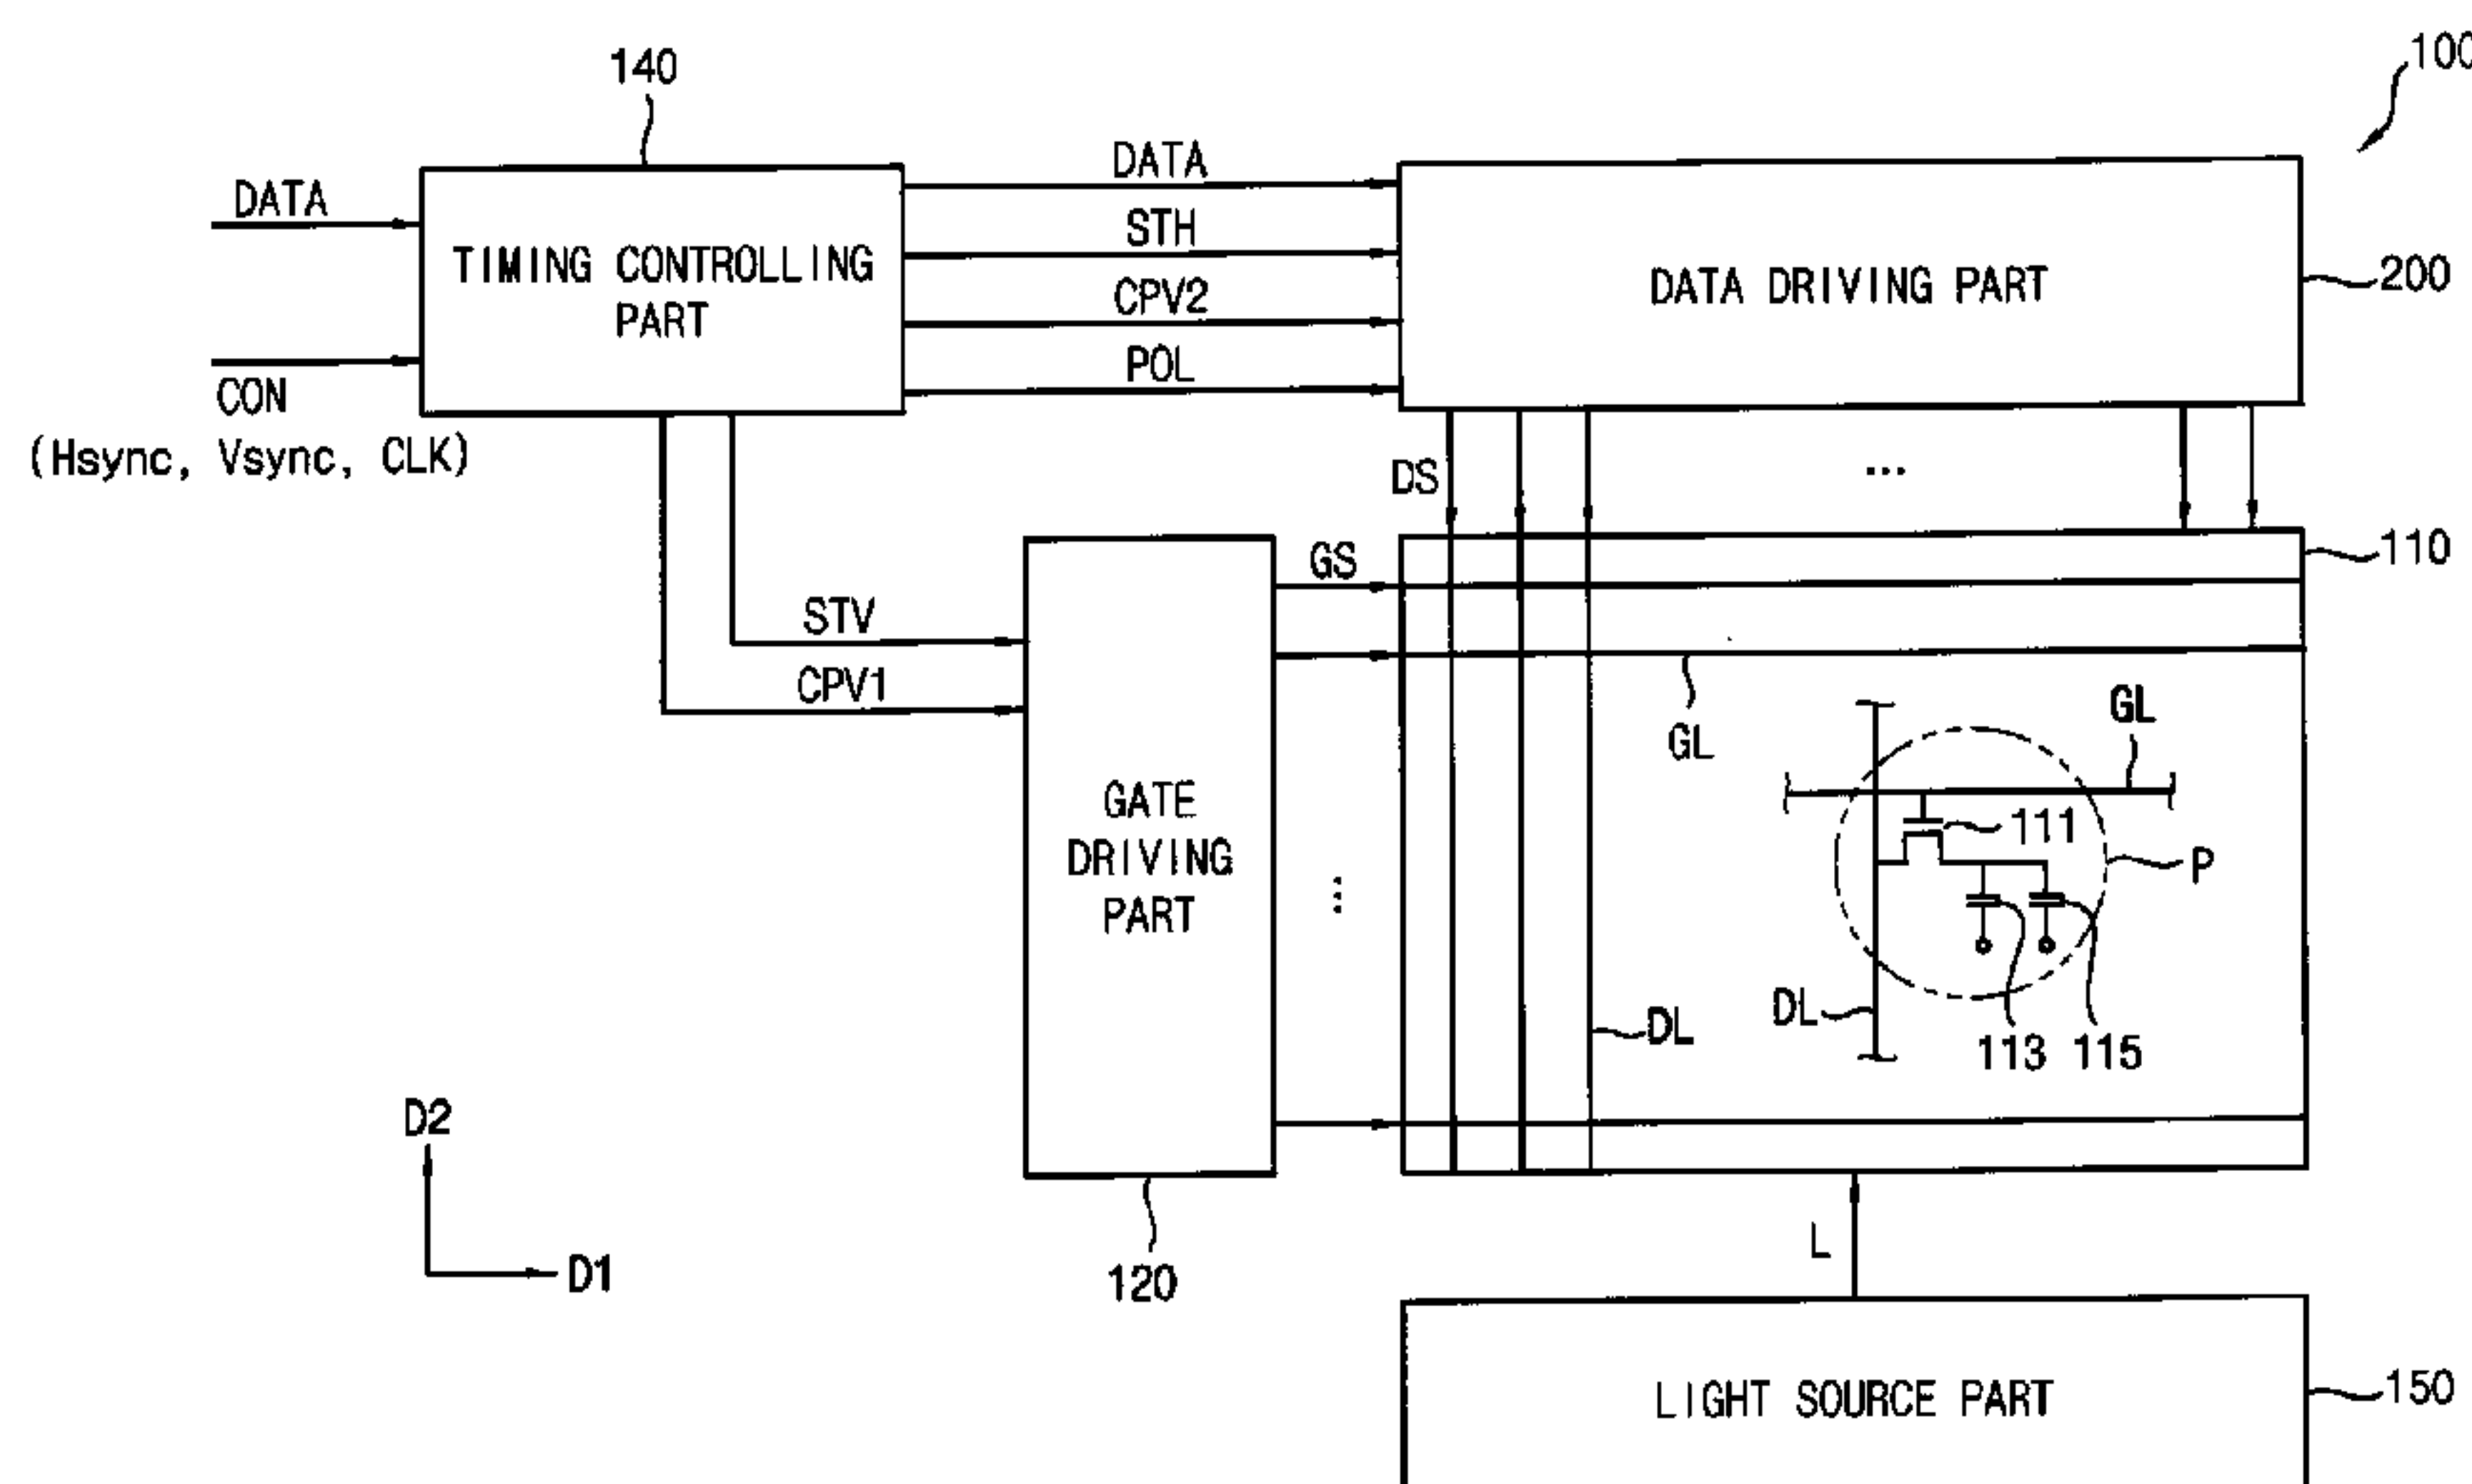 100
140
DATA
DATA
STH
TIMING CONTROLLING
PART
CPV2
DATA DRIVING PART
200
POL
CON
(Hsync, Vsync, CLK)
DS
...
110
GS
STV
CPV1
GL
GL
GATE
DRIVING
PART
111
P
DL
DL
113
115
D2
D1
120
L
LIGHT SOURCE PART
150